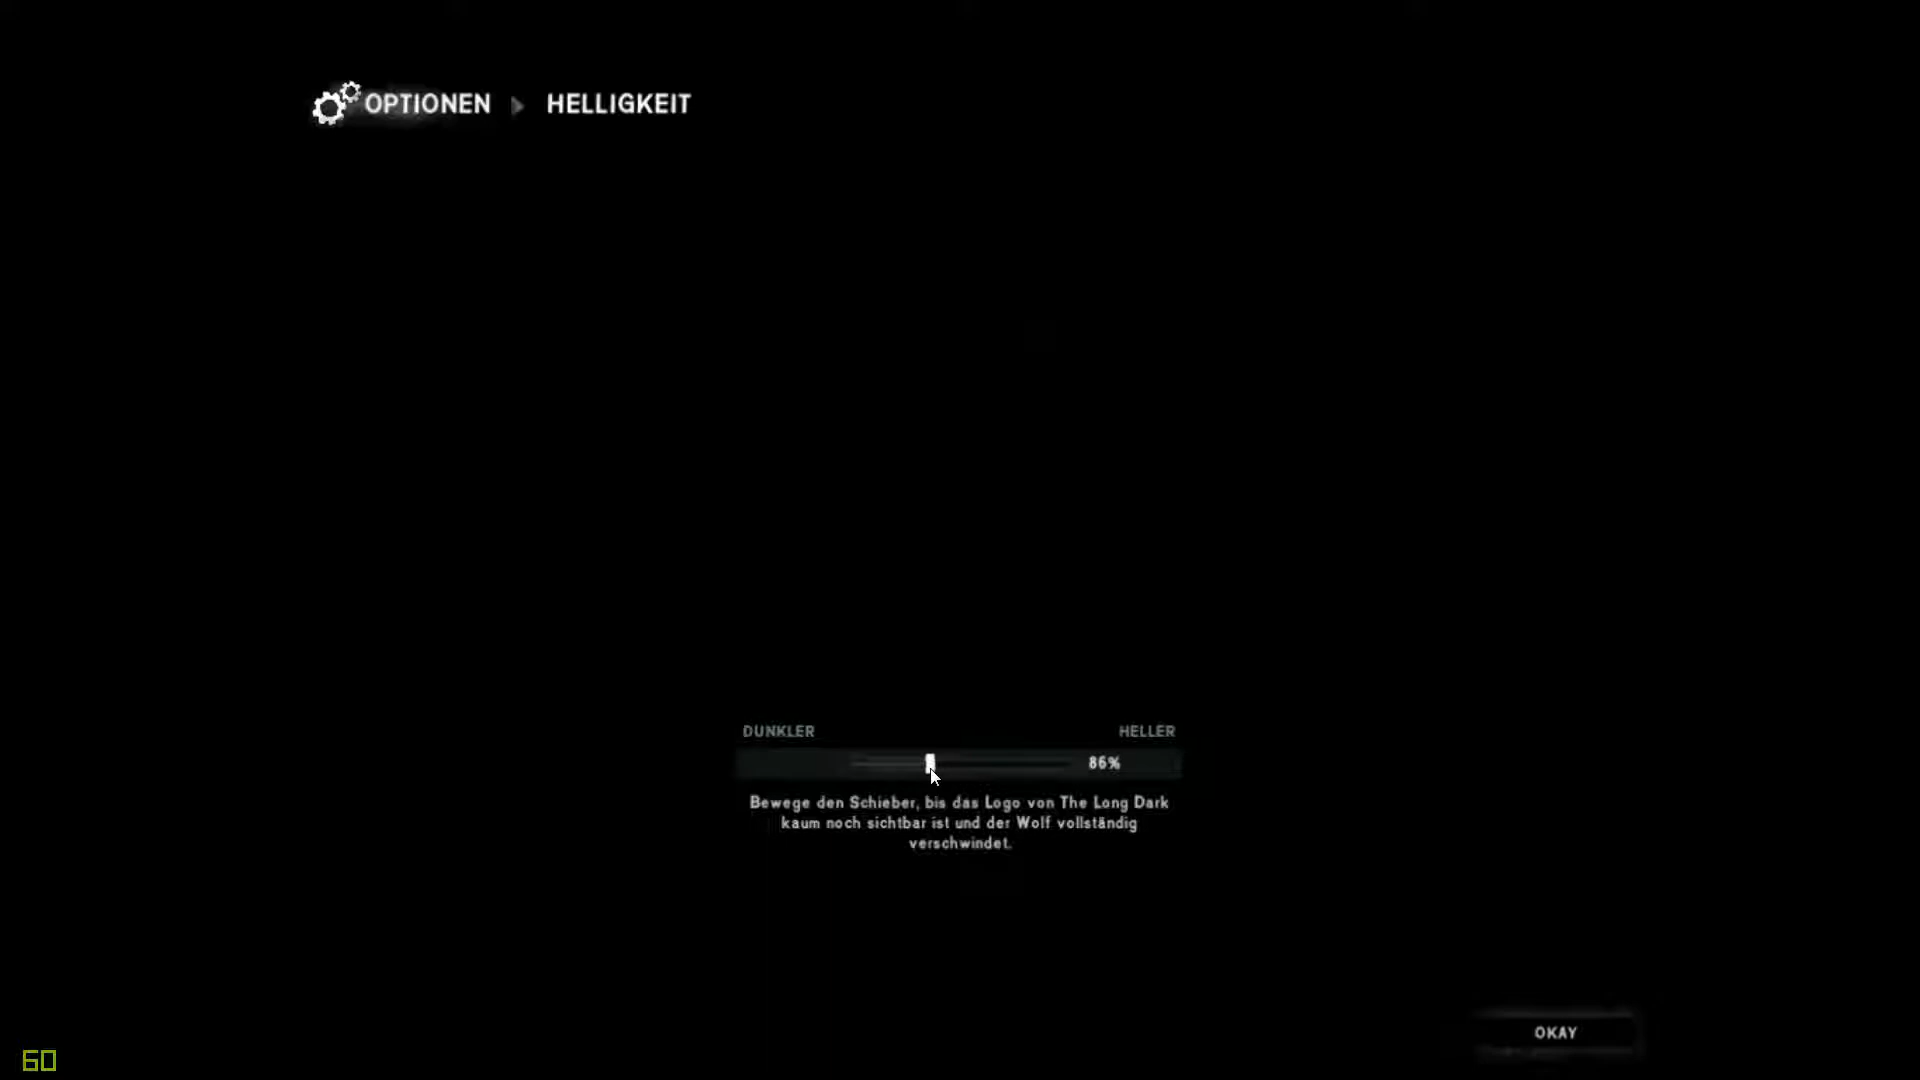 OPTIONEN HELLIGKEIT
DUNKLER HELLER
86%
Bewege den Schieber, bis das Logo von The Long Dark
kaum noch sichtbar ist und der Wolf vollständig
verschwindet.
OKAY
60